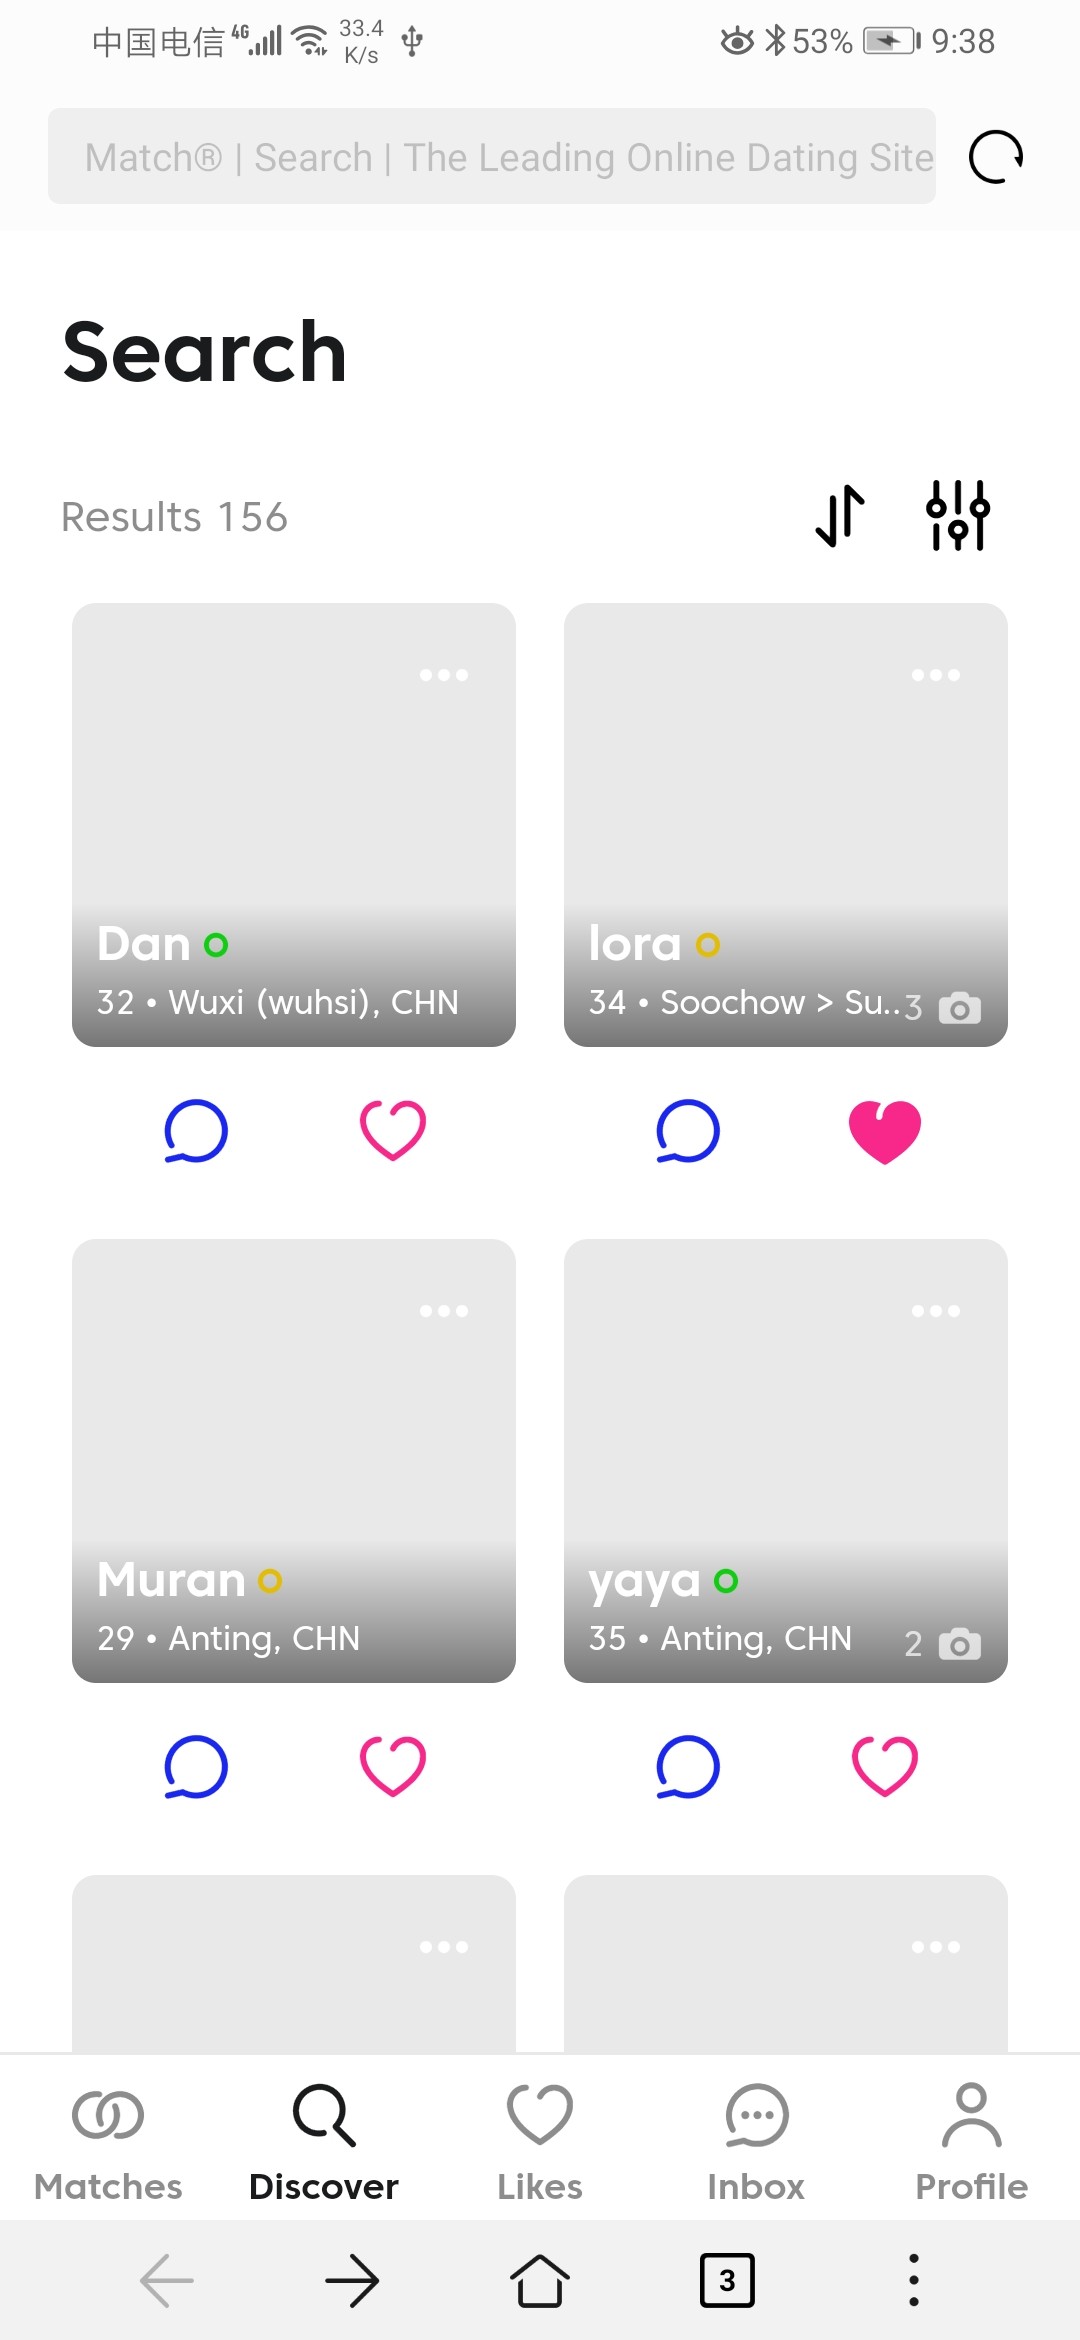 中国电信 4G 33.4 K/s 53% 9:38
Match® | Search | The Leading Online Dating Site
Search
Results 156
Dan
32 • Wuxi (wuhsi), CHN
lora
34 • Soochow > Su.. 3
Muran
29 • Anting, CHN
yaya
35 • Anting, CHN 2
Matches Discover Likes Inbox Profile
3